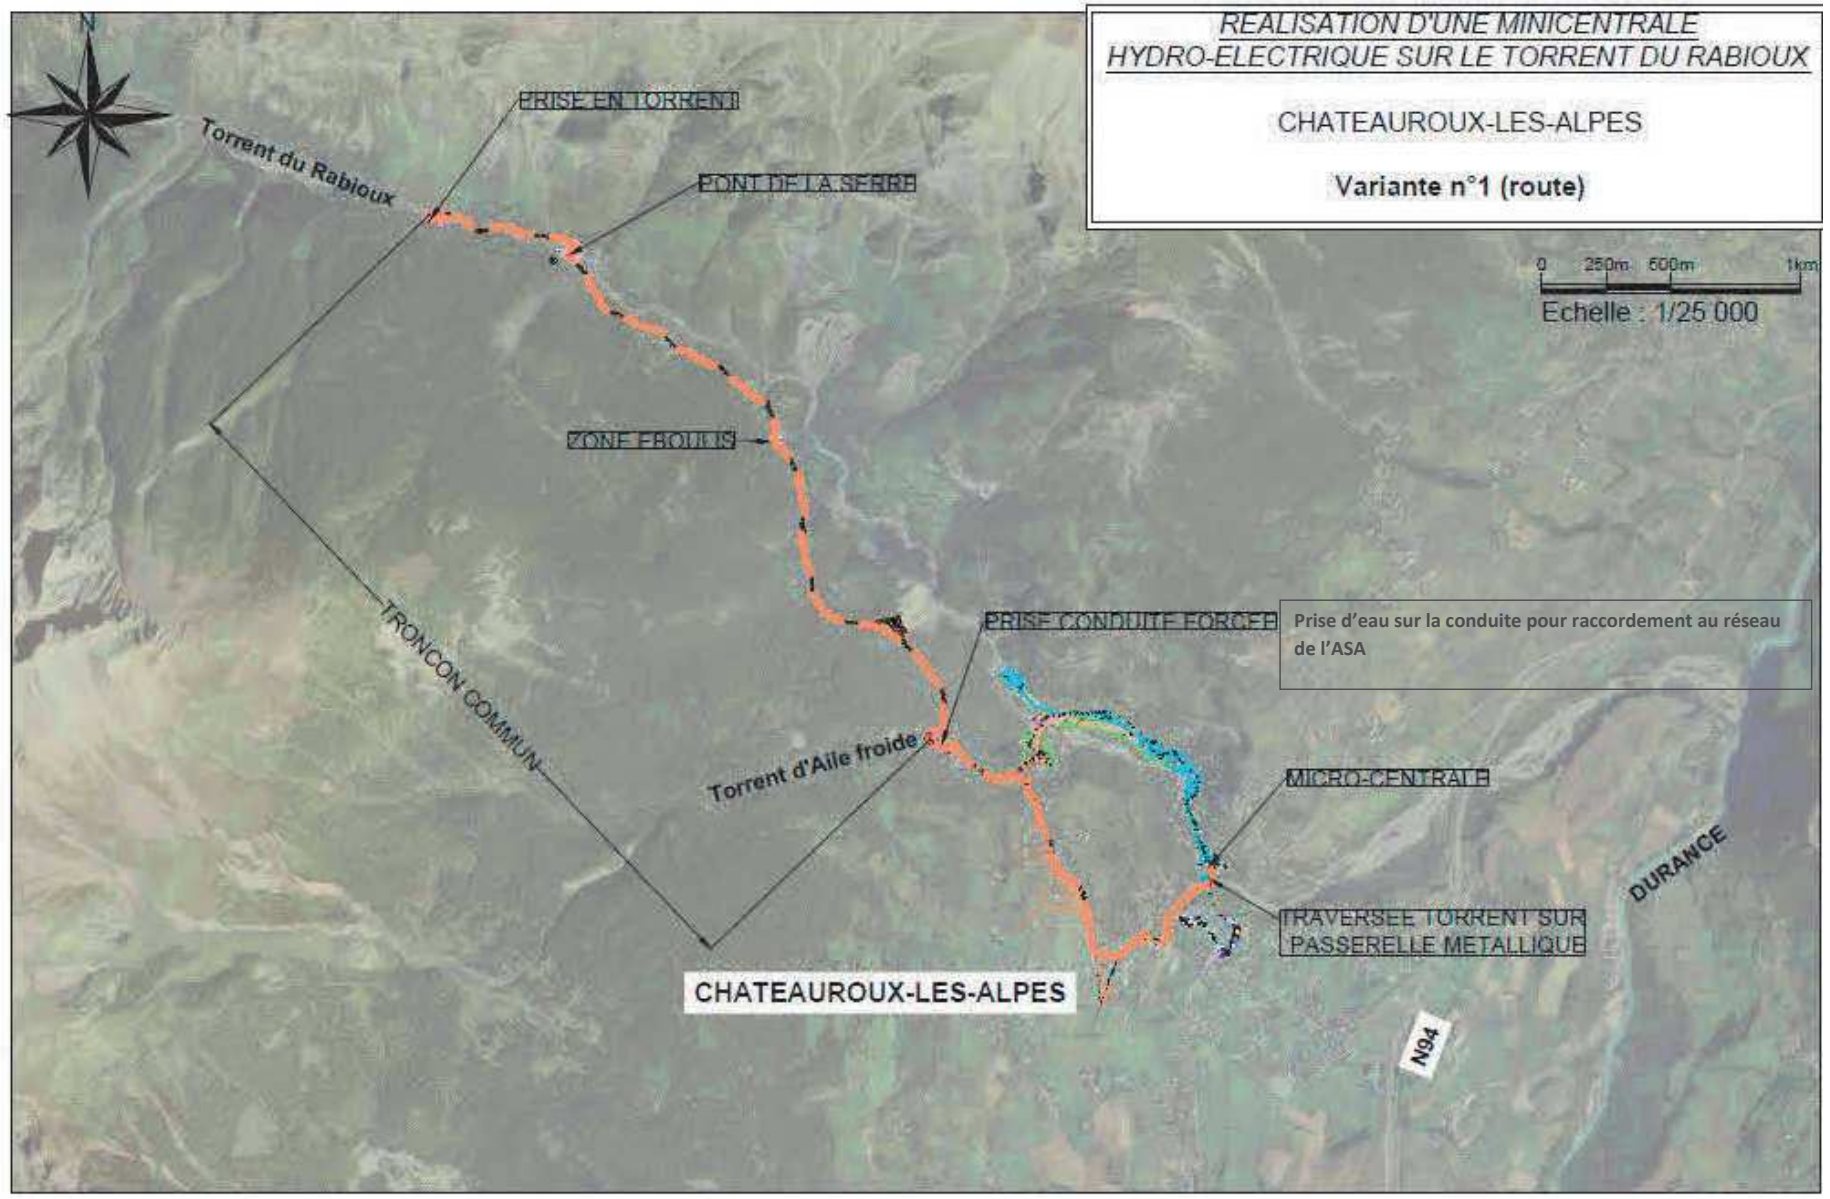 N
REALISATION D'UNE MINICENTRALE
HYDRO-ELECTRIQUE SUR LE TORRENT DU RABIOUX
CHATEAUROUX-LES-ALPES
Variante n°1 (route)
0 250m 500m 1km
Echelle : 1/25 000
PRISE EN TORRENT
Torrent du Rabioux
PONT DE LA SERRE
ZONE EBOULIS
TRONCON COMMUN
PRISE CONDUITE FORCEE
Prise d'eau sur la conduite pour raccordement au réseau
de l'ASA
Torrent d'Aile froide
MICRO-CENTRALE
DURANCE
TRAVERSEE TORRENT SUR
PASSERELLE METALLIQUE
CHATEAUROUX-LES-ALPES
N94